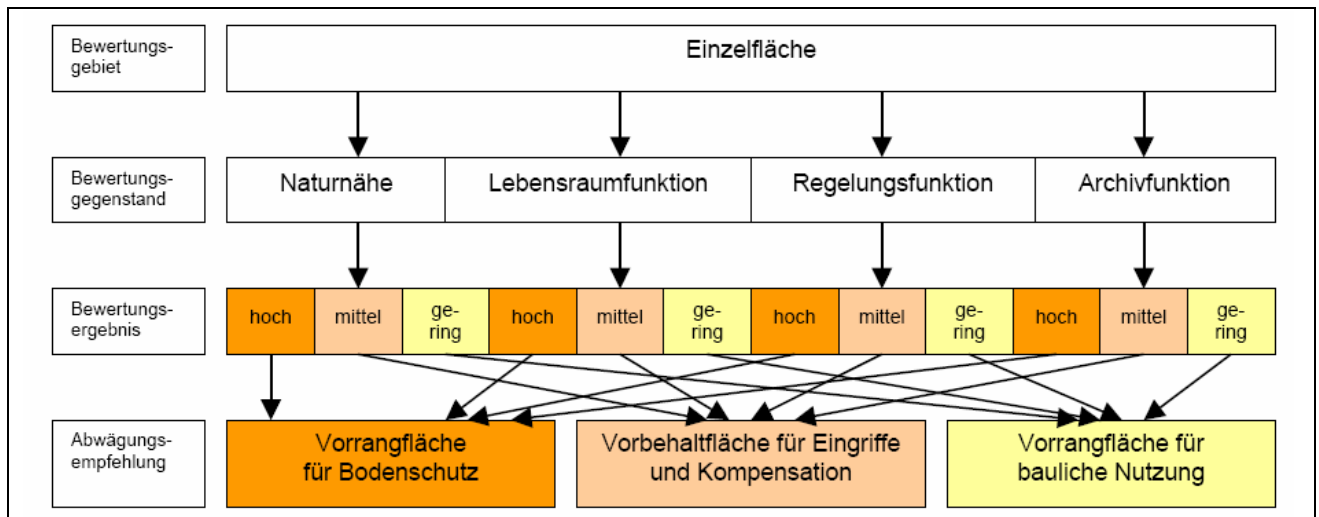 Bewertungs-
gebiet
Einzelfläche
Bewertungs-
gegenstand
Naturnähe
Lebensraumfunktion
Regelungsfunktion
Archivfunktion
Bewertungs-
ergebnis
hoch
mittel
ge-
ring
hoch
mittel
ge-
ring
hoch
mittel
ge-
ring
hoch
mittel
ge-
ring
Abwägungs-
empfehlung
Vorrangfläche
für Bodenschutz
Vorbehaltfläche für Eingriffe
und Kompensation
Vorrangfläche für
bauliche Nutzung